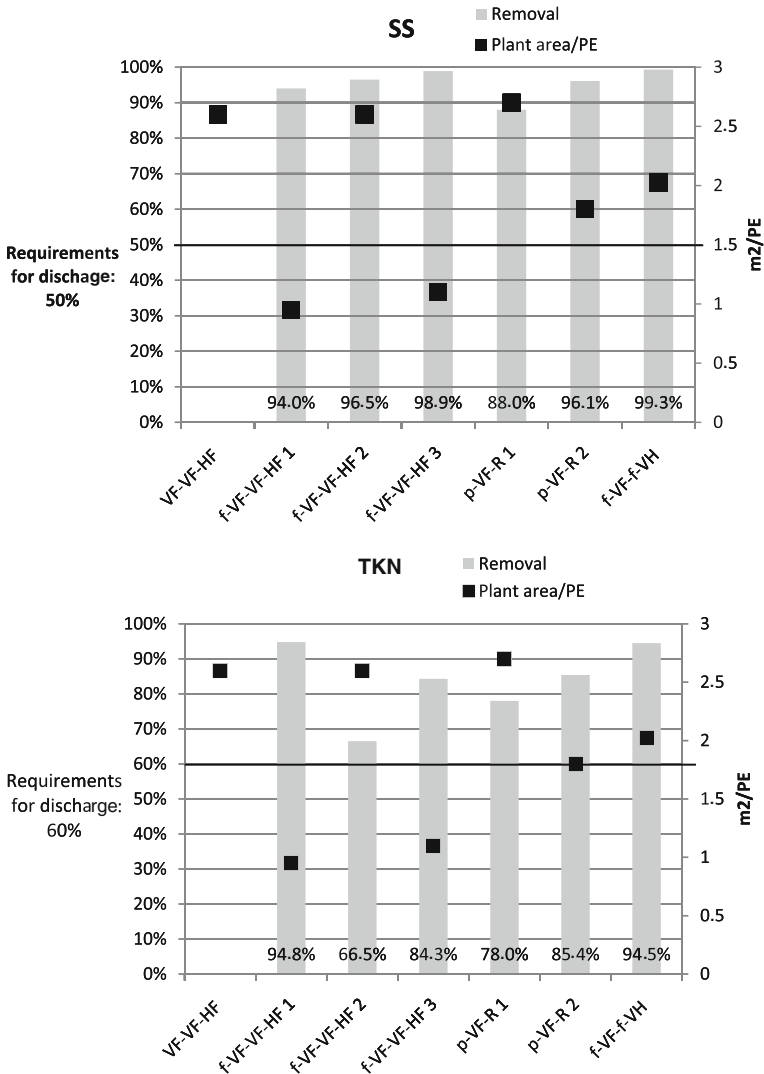 SS
Removal
Plant area/PE
100%
90%
80%
70%
60%
50%
40%
30%
20%
10%
0%
3
2.5
2
1.5
1
0.5
0
m2/PE
Requirements
for dischage:
50%
94.0% 96.5% 98.9% 88.0% 96.1% 99.3%
VF-VF-HF
f-VF-VF-HF 1
f-VF-VF-HF 2
f-VF-VF-HF 3
p-VF-R 1
p-VF-R 2
f-VF-f-VH
TKN
Removal
Plant area/PE
100%
90%
80%
70%
60%
50%
40%
30%
20%
10%
0%
3
2.5
2
1.5
1
0.5
0
m2/PE
Requirements
for discharge:
60%
94.8% 66.5% 84.3% 78.0% 85.4% 94.5%
VF-VF-HF
f-VF-VF-HF 1
f-VF-VF-HF 2
f-VF-VF-HF 3
p-VF-R 1
p-VF-R 2
f-VF-f-VH